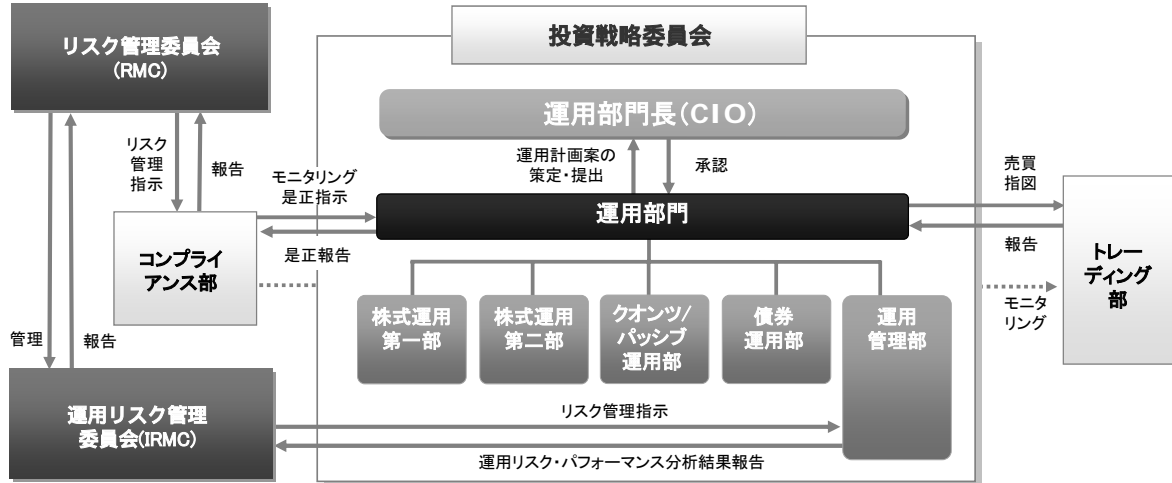 リスク管理委員会
(RMC)
投資戦略委員会
運用部門長(CIO)
リスク
管理
指示
報告
運用計画案の
策定・提出
承認
モニタリング
是正指示
売買
指図
運用部門
コンプライ
アンス部
是正報告
報告
トレー
ディング
部
モニ
タリング
株式運用
第一部
株式運用
第二部
クオンツ/
パッシブ
運用部
債券
運用部
運用
管理部
管理
報告
運用リスク管理
委員会(IRMC)
リスク管理指示
運用リスク・パフォーマンス分析結果報告